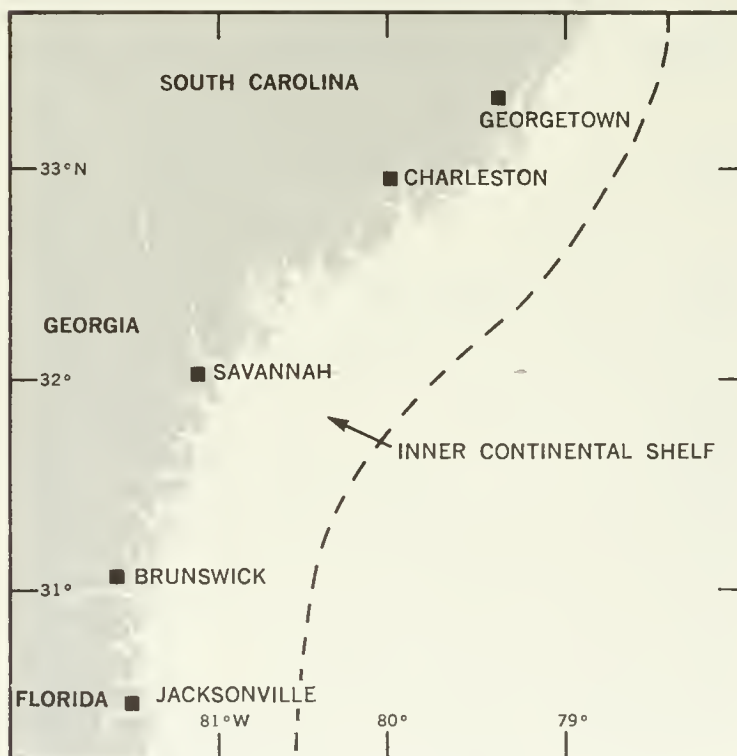 SOUTH CAROLINA
GEORGETOWN
33°N
CHARLESTON
GEORGIA
32°
SAVANNAH
INNER CONTINENTAL SHELF
BRUNSWICK
31°
FLORIDA
JACKSONVILLE
81°W
80°
79°